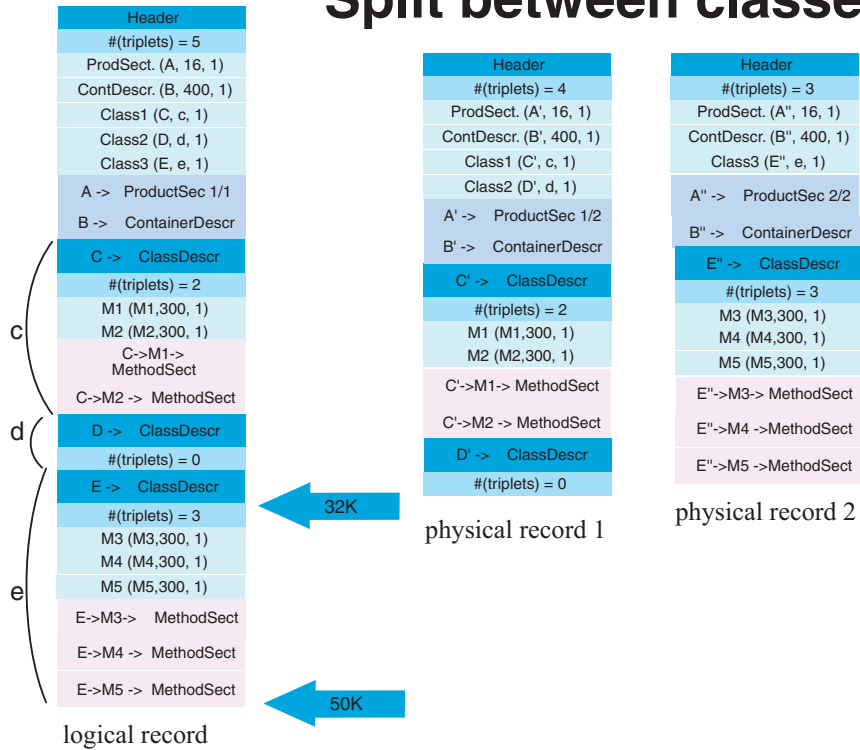 Split between classe
Header
#(triplets) = 5
ProdSect. (A, 16, 1)
ContDescr. (B, 400, 1)
Class1 (C, c, 1)
Class2 (D, d, 1)
Class3 (E, e, 1)
A -> ProductSec 1/1
B -> ContainerDescr
C -> ClassDescr
#(triplets) = 2
M1 (M1,300, 1)
M2 (M2,300, 1)
C->M1->
MethodSect
C->M2 -> MethodSect
D -> ClassDescr
#(triplets) = 0
E -> ClassDescr
#(triplets) = 3
M3 (M3,300, 1)
M4 (M4,300, 1)
M5 (M5,300, 1)
E->M3-> MethodSect
E->M4 -> MethodSect
E->M5 -> MethodSect
c
d
e
logical record
32K
50K
Header
#(triplets) = 4
ProdSect. (A', 16, 1)
ContDescr. (B', 400, 1)
Class1 (C', c, 1)
Class2 (D', d, 1)
A' -> ProductSec 1/2
B' -> ContainerDescr
C' -> ClassDescr
#(triplets) = 2
M1 (M1,300, 1)
M2 (M2,300, 1)
C'->M1-> MethodSect
C'->M2 -> MethodSect
D' -> ClassDescr
#(triplets) = 0
physical record 1
Header
#(triplets) = 3
ProdSect. (A", 16, 1)
ContDescr. (B", 400, 1)
Class3 (E", e, 1)
A" -> ProductSec 2/2
B" -> ContainerDescr
E" -> ClassDescr
#(triplets) = 3
M3 (M3,300, 1)
M4 (M4,300, 1)
M5 (M5,300, 1)
E"->M3-> MethodSect
E"->M4 ->MethodSect
E"->M5 ->MethodSect
physical record 2